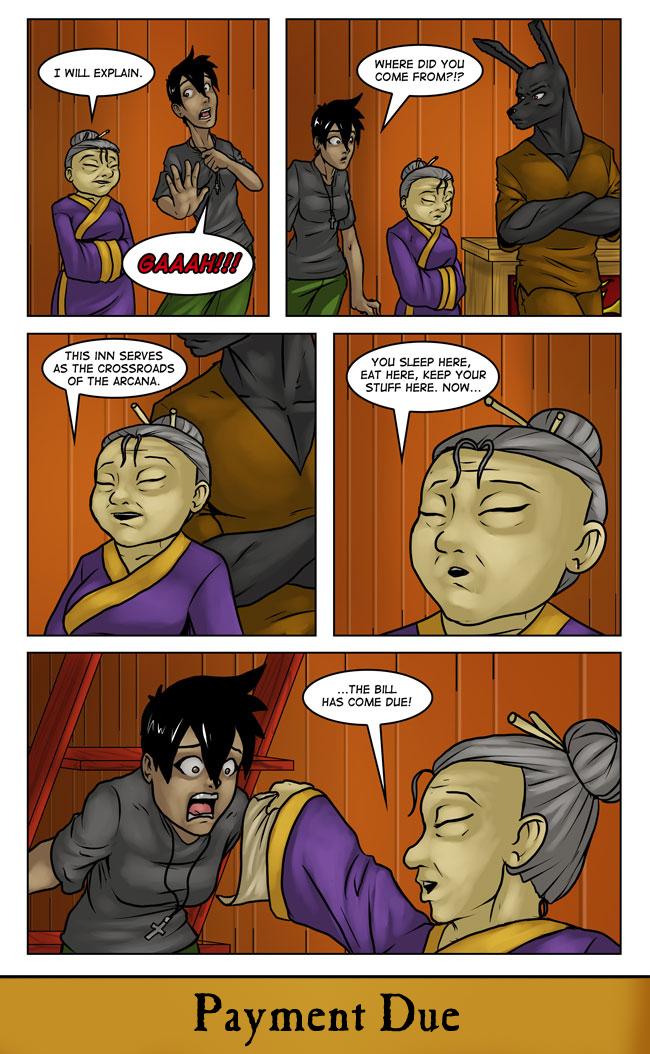 I WILL EXPLAIN.
GAAAH!!!
WHERE DID YOU
COME FROM?!?
THIS INN SERVES
AS THE CROSSROADS
OF THE ARCANA.
YOU SLEEP HERE,
EAT HERE, KEEP YOUR
STUFF HERE. NOW...
...THE BILL
HAS COME DUE!
Payment Due